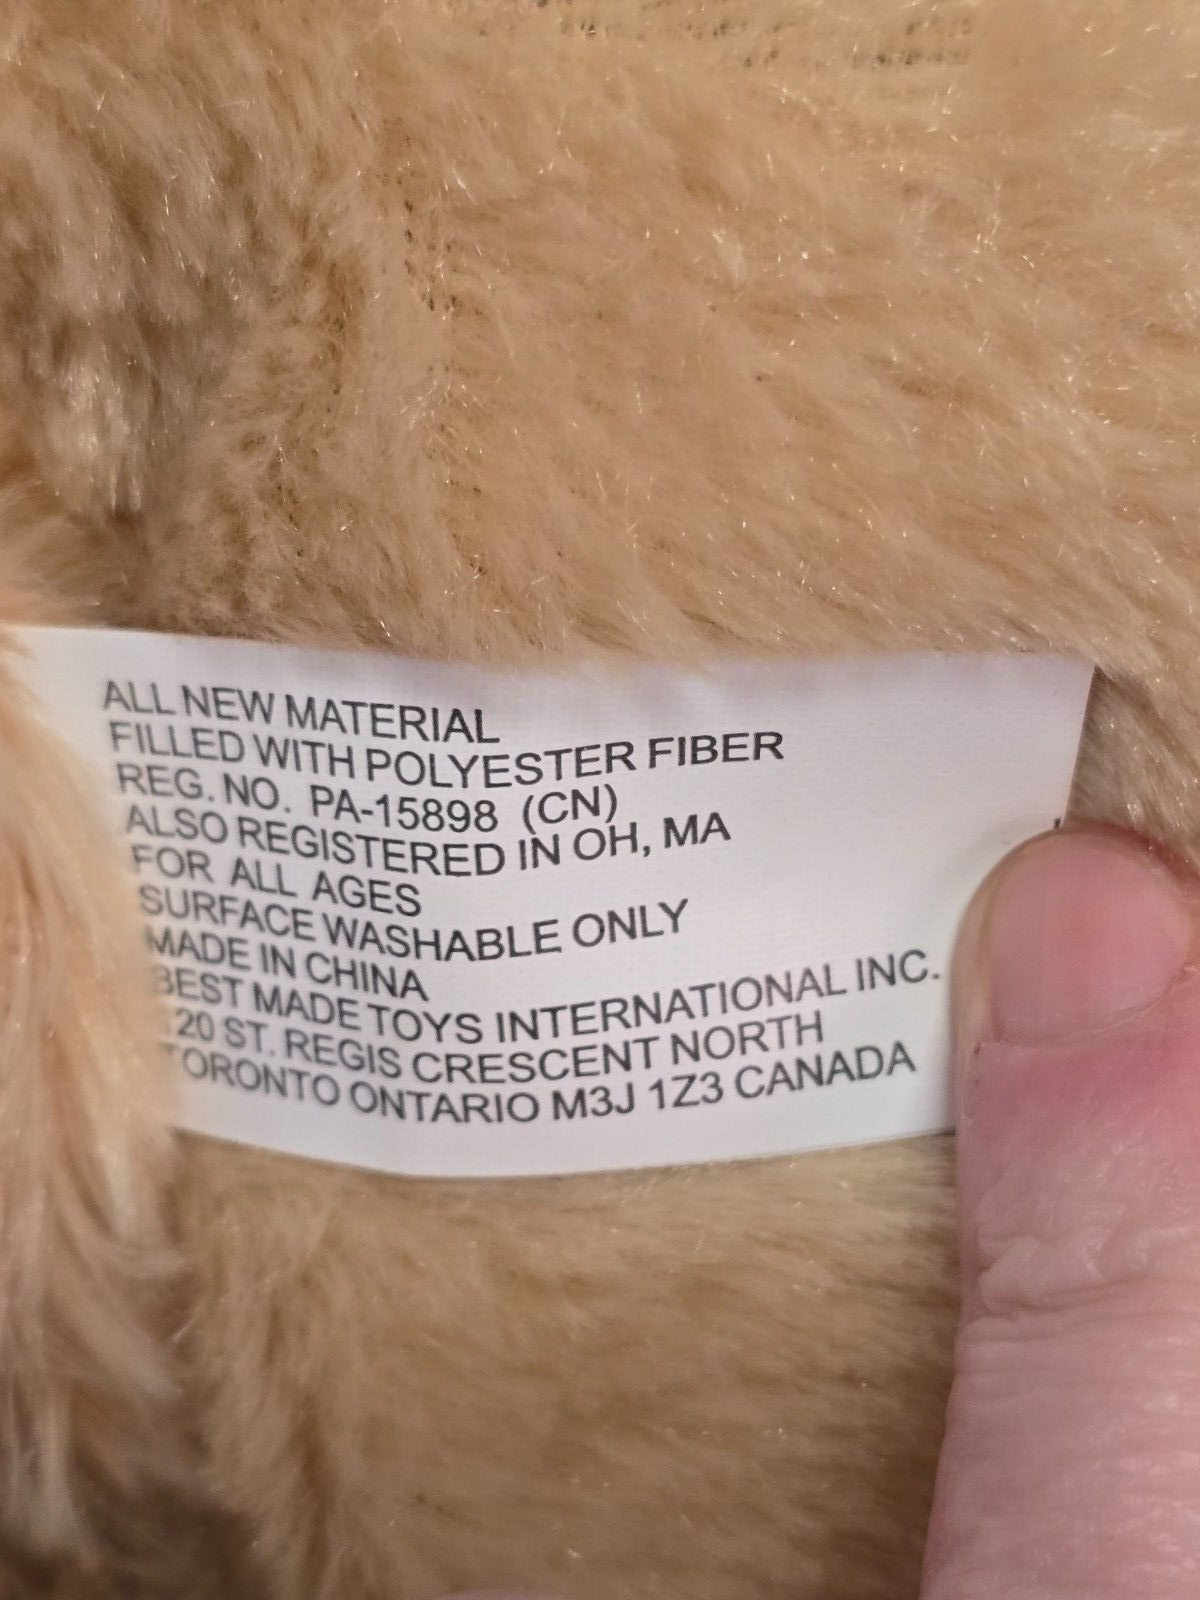 ALL NEW MATERIAL
FILLED WITH POLYESTER FIBER
REG. NO. PA-15898 (CN)
ALSO REGISTERED IN OH, MA
FOR ALL AGES
SURFACE WASHABLE ONLY
MADE IN CHINA
BEST MADE TOYS INTERNATIONAL INC.
20 ST. REGIS CRESCENT NORTH
TORONTO ONTARIO M3J 1Z3 CANADA